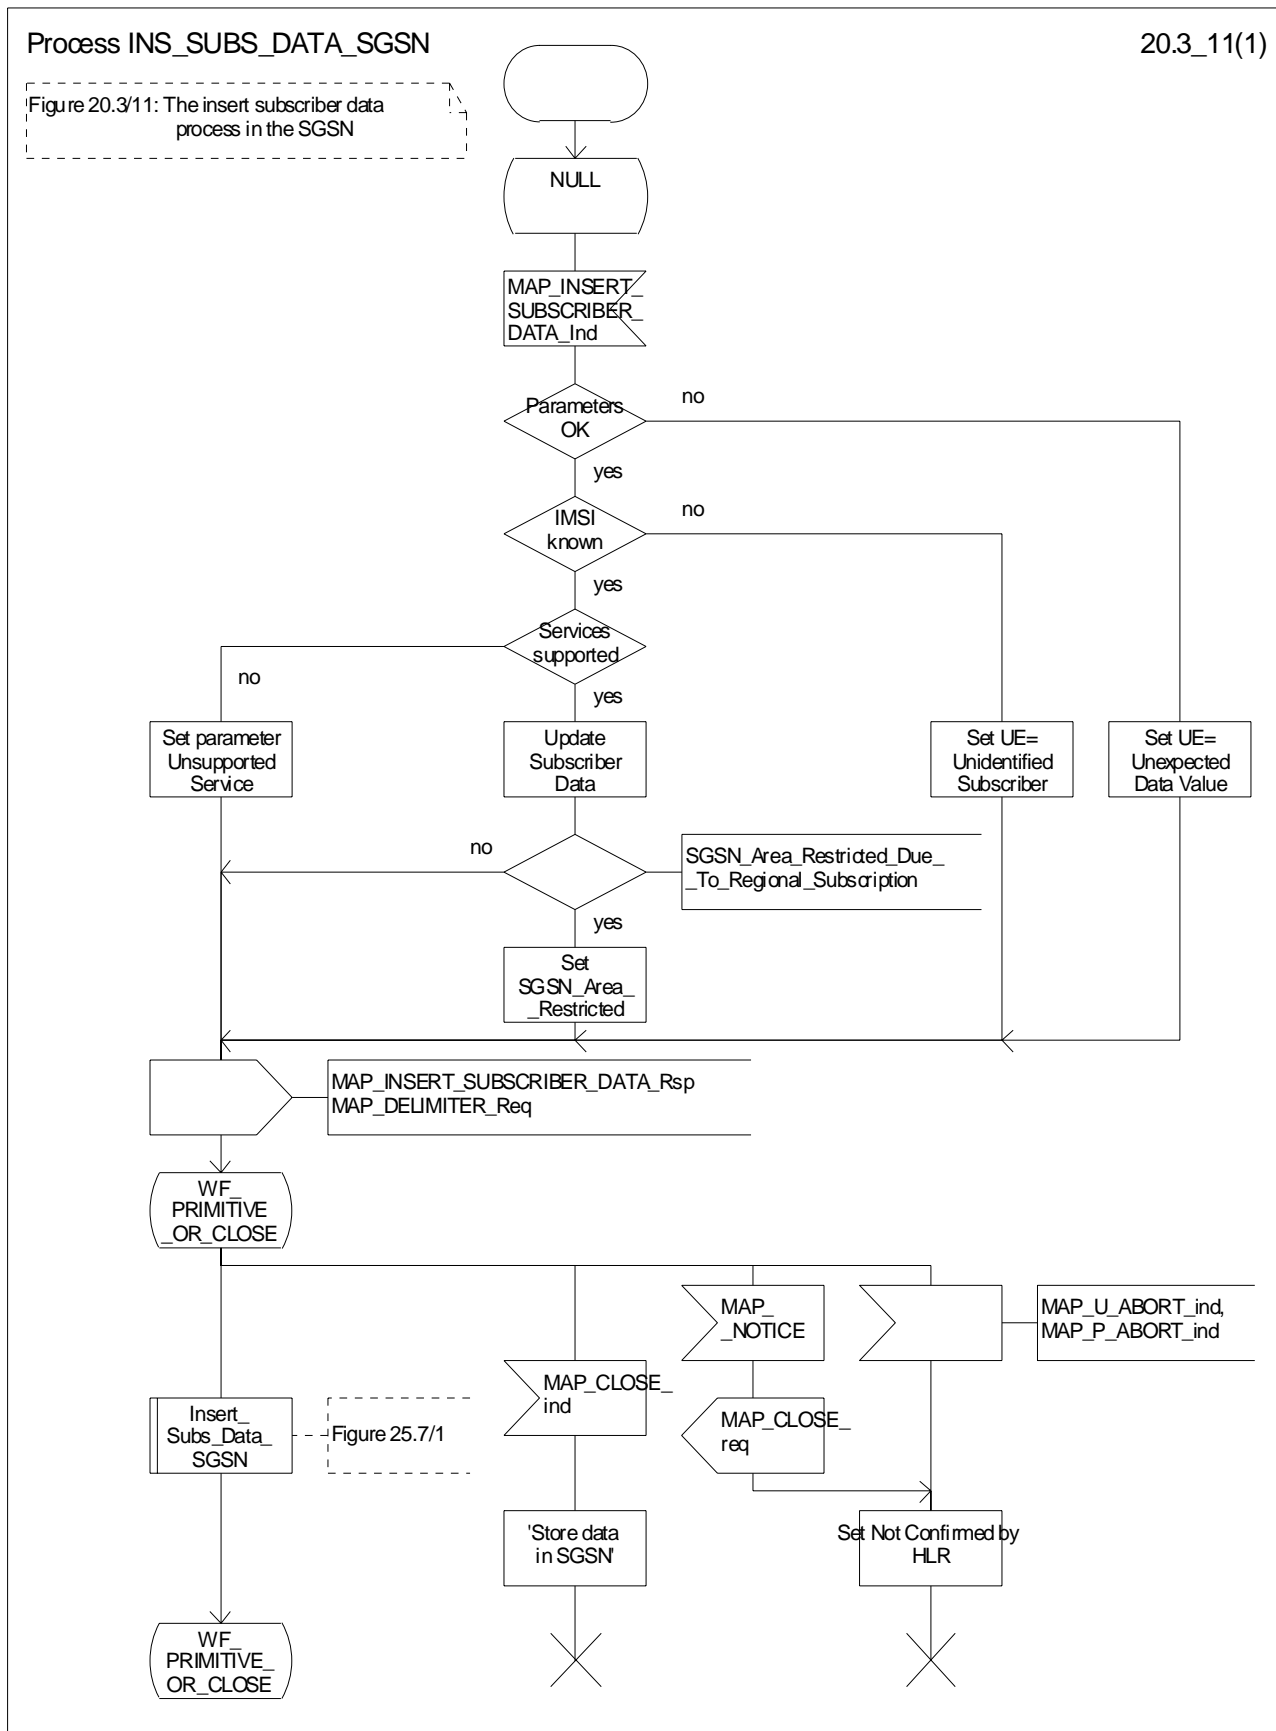 Process INS_SUBS_DATA_SGSN
20.3_11(1)
Figure 20.3/11: The insert subscriber data
process in the SGSN
NULL
MAP_INSERT_
SUBSCRIBER_
DATA_Ind
Parameters
OK
no
yes
IMSI
known
no
yes
Services
supported
no
yes
Set parameter
Unsupported
Service
Update
Subscriber
Data
Set UE=
Unidentified
Subscriber
Set UE=
Unexpected
Data Value
no
SGSN_Area_Restricted_Due_
_To_Regional_Subscription
yes
Set
SGSN_Area_
_Restricted
MAP_INSERT_SUBSCRIBER_DATA_Rsp
MAP_DELIMITER_Req
WF_
PRIMITIVE
_OR_CLOSE
MAP_
_NOTICE
MAP_U_ABORT_ind,
MAP_P_ABORT_ind
MAP_CLOSE_
ind
Insert_
Subs_Data_
SGSN
Figure 25.7/1
MAP_CLOSE_
req
'Store data
in SGSN'
Set Not Confirmed by
HLR
WF_
PRIMITIVE_
OR_CLOSE